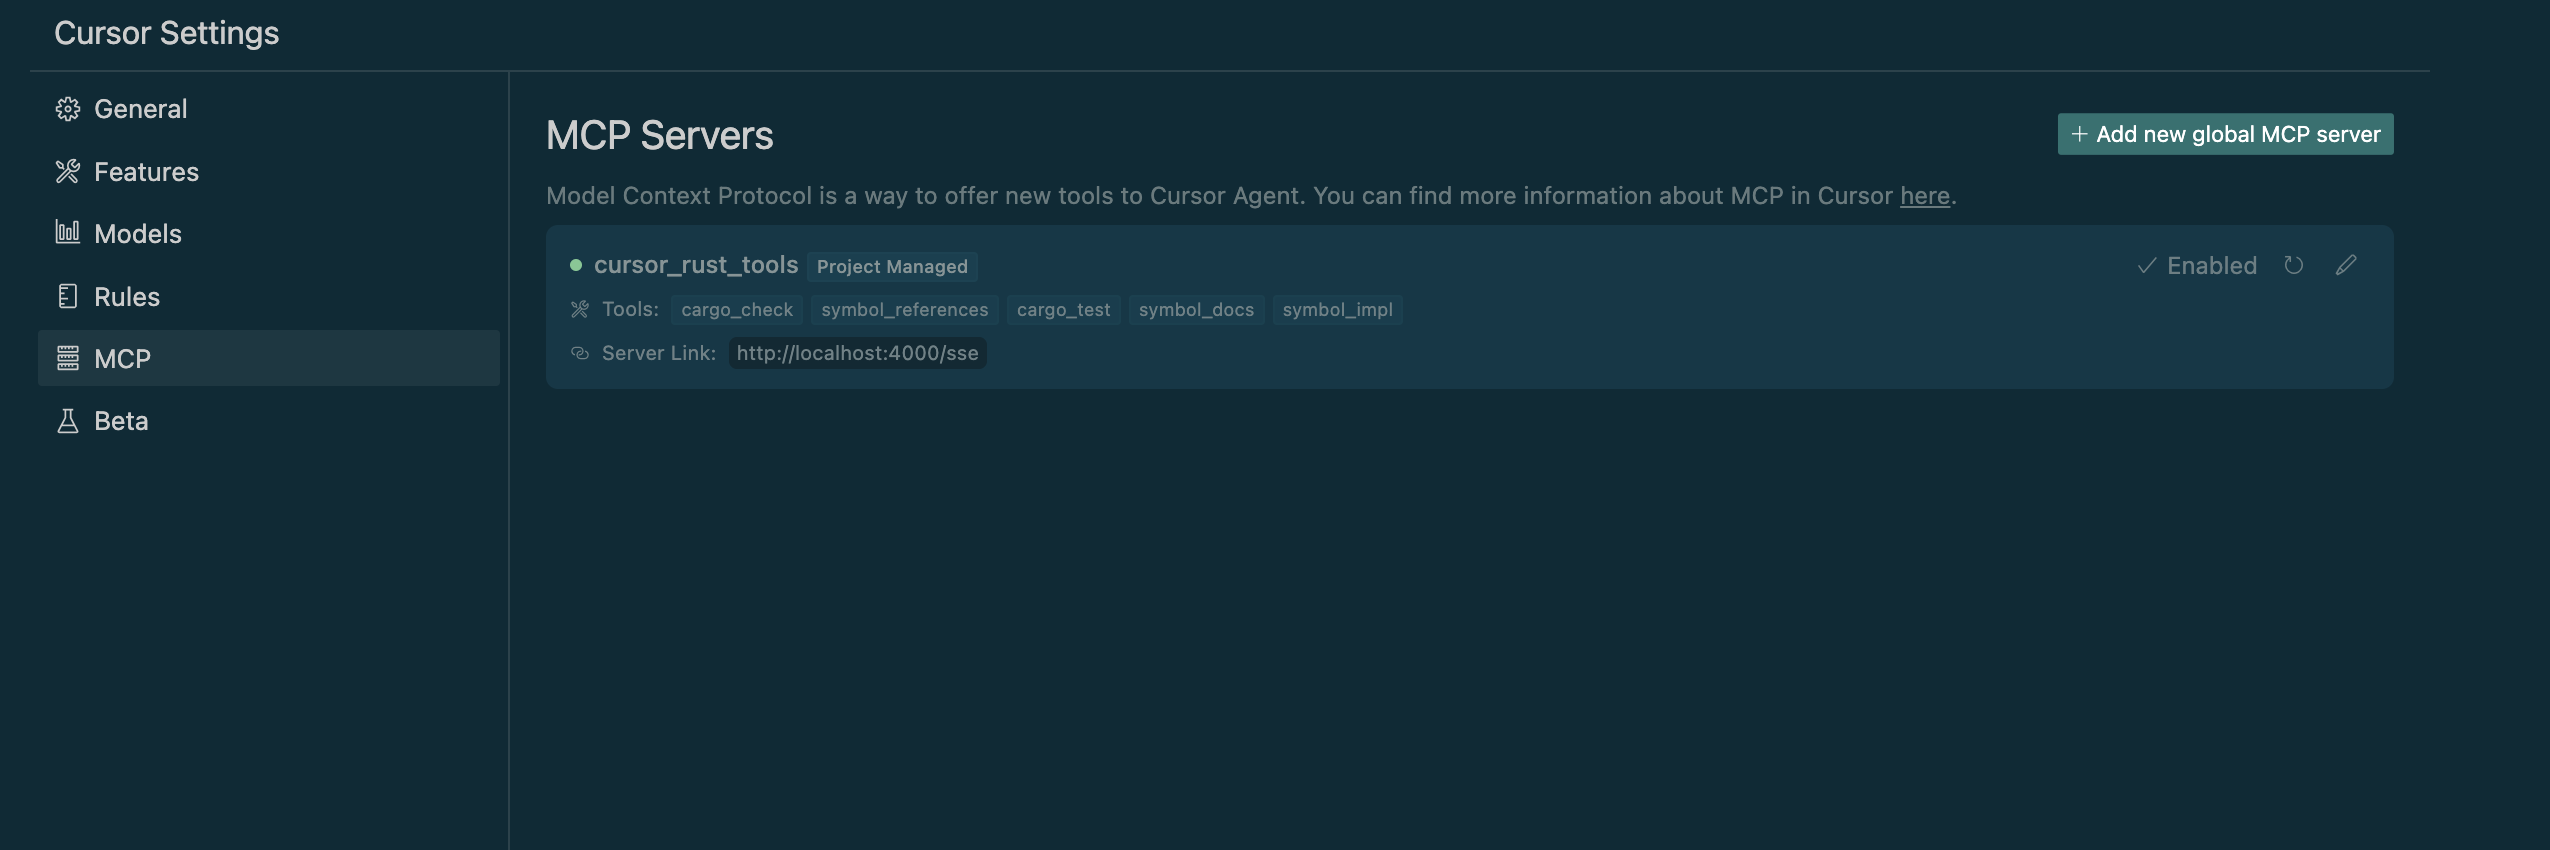 Cursor Settings
General
Features
Models
Rules
MCP
Beta
MCP Servers
+ Add new global MCP server
Model Context Protocol is a way to offer new tools to Cursor Agent. You can find more information about MCP in Cursor here.
cursor_rust_tools Project Managed
Enabled
Tools: cargo_check symbol_references cargo_test symbol_docs symbol_impl
Server Link: http://localhost:4000/sse